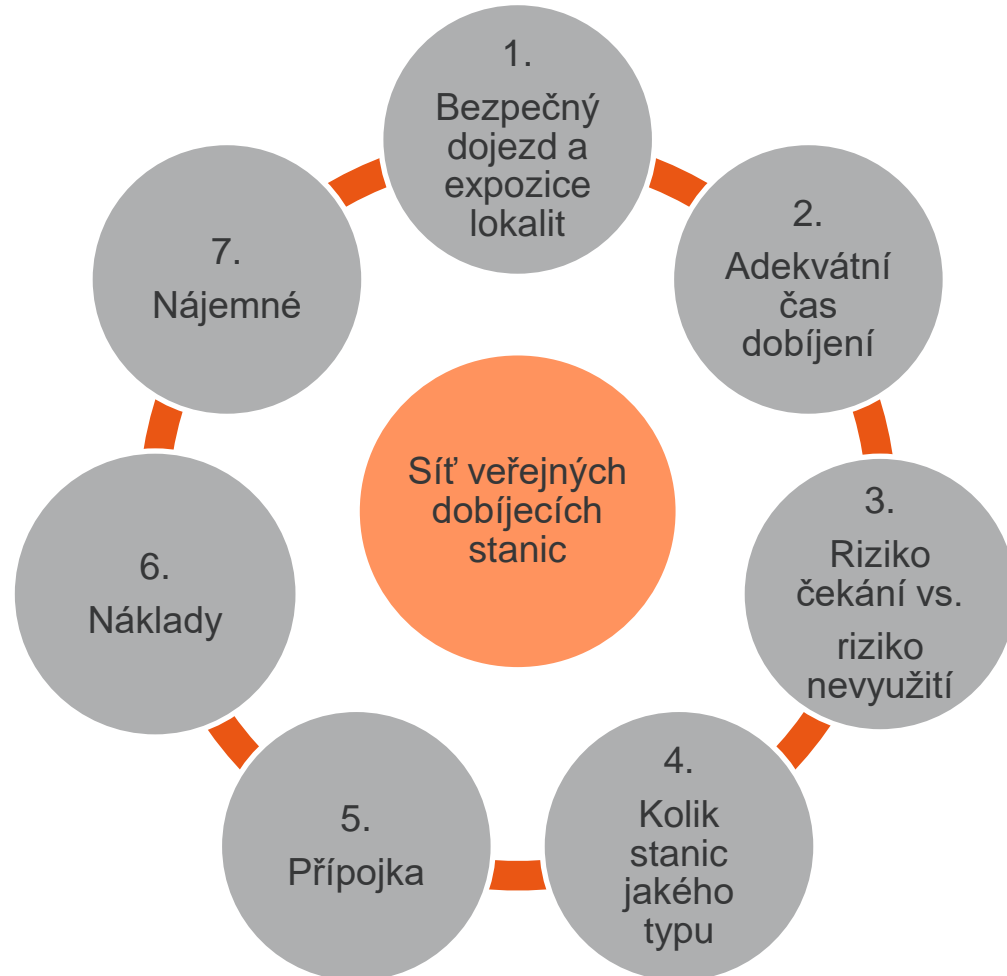 1.
Bezpečný
dojezd a
expozice
lokalit
2.
Adekvátní
čas
dobíjení
3.
Riziko
čekání vs.
riziko
nevyužití
4.
Kolik
stanic
jakého
typu
5.
Přípojka
6.
Náklady
7.
Nájemné
Síť veřejných
dobíjecích
stanic